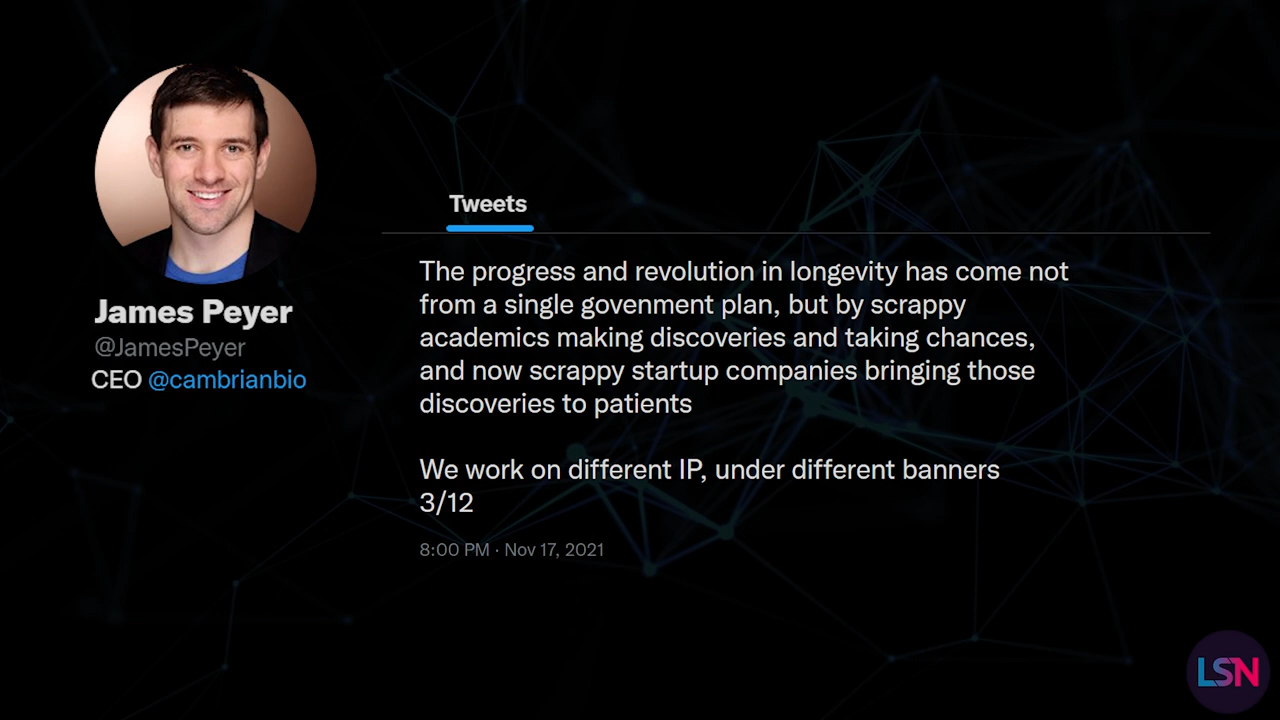 James Peyer
@JamesPeyer
CEO @cambrianbio
Tweets
The progress and revolution in longevity has come not
from a single govenment plan, but by scrappy
academics making discoveries and taking chances,
and now scrappy startup companies bringing those
discoveries to patients
We work on different IP, under different banners
3/12
8:00 PM · Nov 17, 2021
LSN